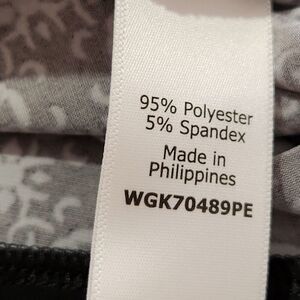 95% Polyester
5% Spandex
Made in
Philippines
WGK70489PE